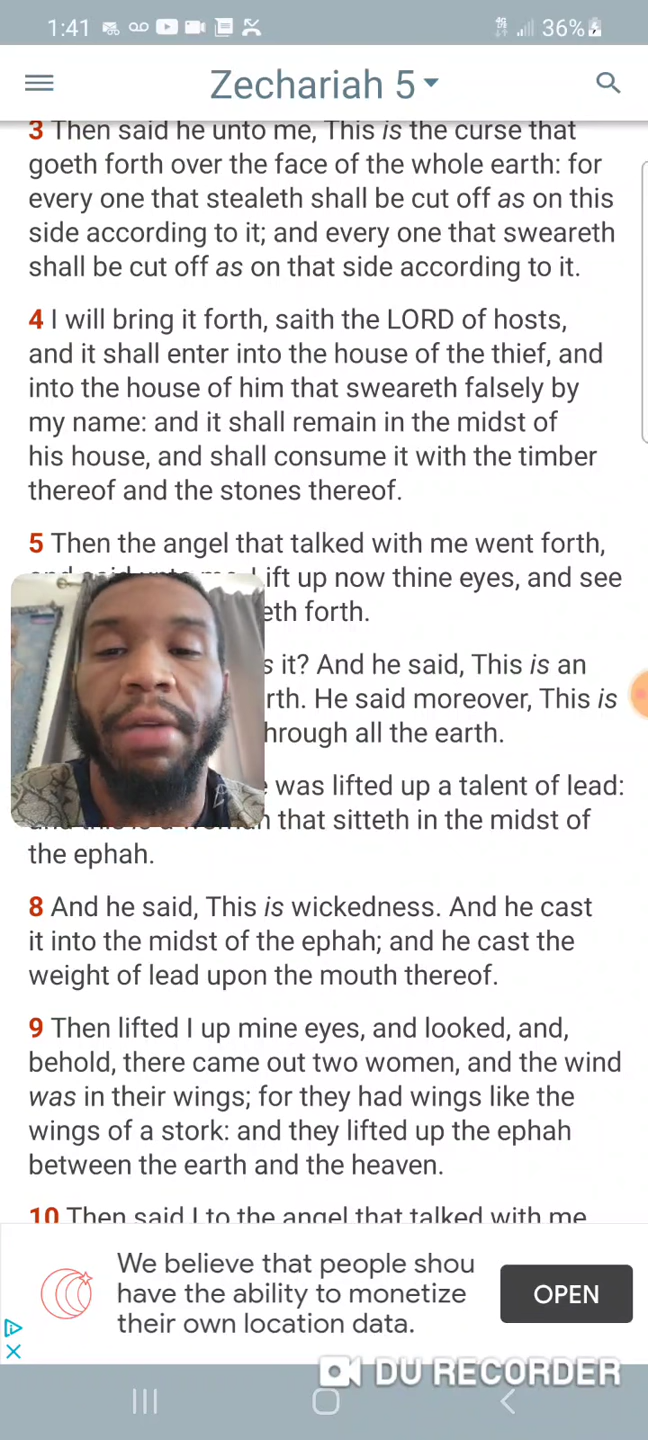 1:41
4G
36%
Zechariah 5
3 Then said he unto me, This is the curse that
goeth forth over the face of the whole earth: for
every one that stealeth shall be cut off as on this
side according to it; and every one that sweareth
shall be cut off as on that side according to it.
4 I will bring it forth, saith the LORD of hosts,
and it shall enter into the house of the thief, and
into the house of him that sweareth falsely by
my name: and it shall remain in the midst of
his house, and shall consume it with the timber
thereof and the stones thereof.
5 Then the angel that talked with me went forth,
ift up now thine eyes, and see
eth forth.
s it? And he said, This is an
rth. He said moreover, This is
hrough all the earth.
was lifted up a talent of lead:
that sitteth in the midst of
the ephah.
8 And he said, This is wickedness. And he cast
it into the midst of the ephah; and he cast the
weight of lead upon the mouth thereof.
9 Then lifted I up mine eyes, and looked, and,
behold, there came out two women, and the wind
was in their wings; for they had wings like the
wings of a stork: and they lifted up the ephah
between the earth and the heaven.
10 Then said I to the angel that talked with me
We believe that people shou
have the ability to monetize
their own location data.
OPEN
DU RECORDER